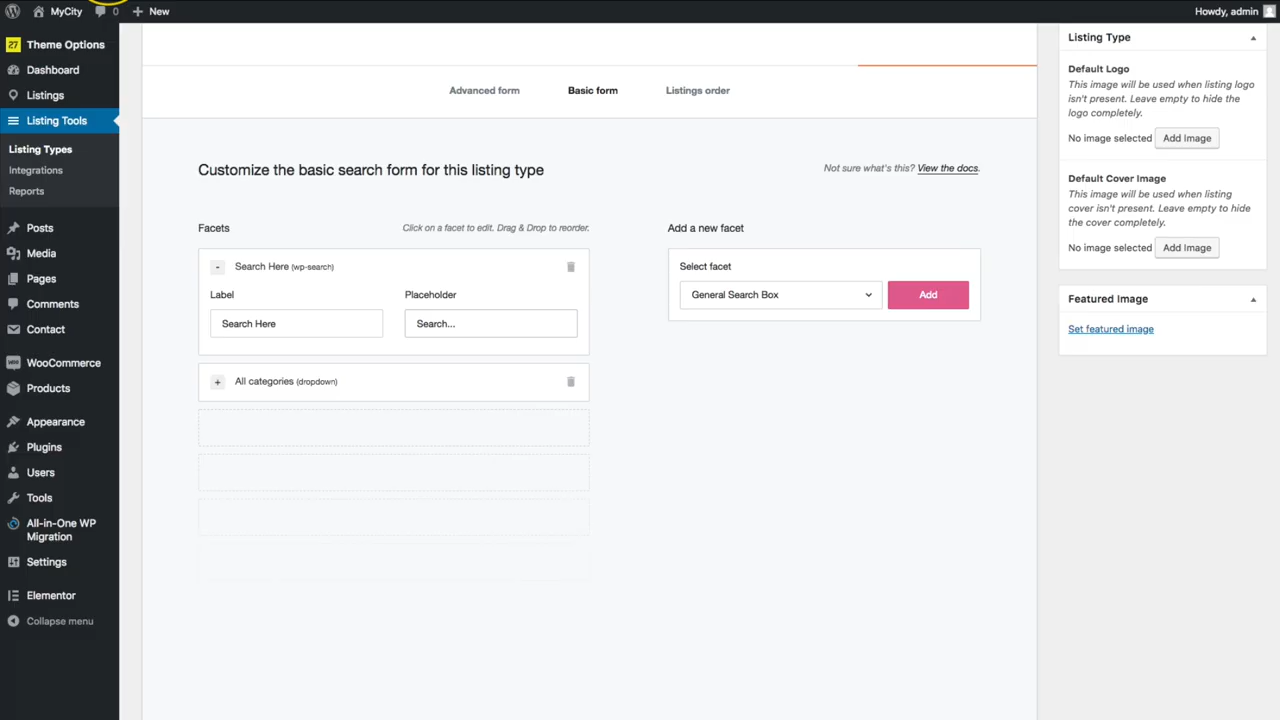 MyCity
0
New
Howdy, admin
27 Theme Options
Dashboard
Listings
Listing Tools
Listing Types
Integrations
Reports
Posts
Media
Pages
Comments
Contact
WooCommerce
Products
Appearance
Plugins
Users
Tools
All-in-One WP
Migration
Settings
Elementor
Collapse menu
Advanced form
Basic form
Listings order
Customize the basic search form for this listing type
Not sure what's this? View the docs.
Facets
Click on a facet to edit. Drag & Drop to reorder.
- Search Here (wp-search)
Label
Placeholder
Search Here
Search...
+ All categories (dropdown)
Add a new facet
Select facet
General Search Box
Add
Listing Type
Default Logo
This image will be used when listing logo
isn't present. Leave empty to hide the
logo completely.
No image selected Add Image
Default Cover Image
This image will be used when listing
cover isn't present. Leave empty to hide
the cover completely.
No image selected Add Image
Featured Image
Set featured image